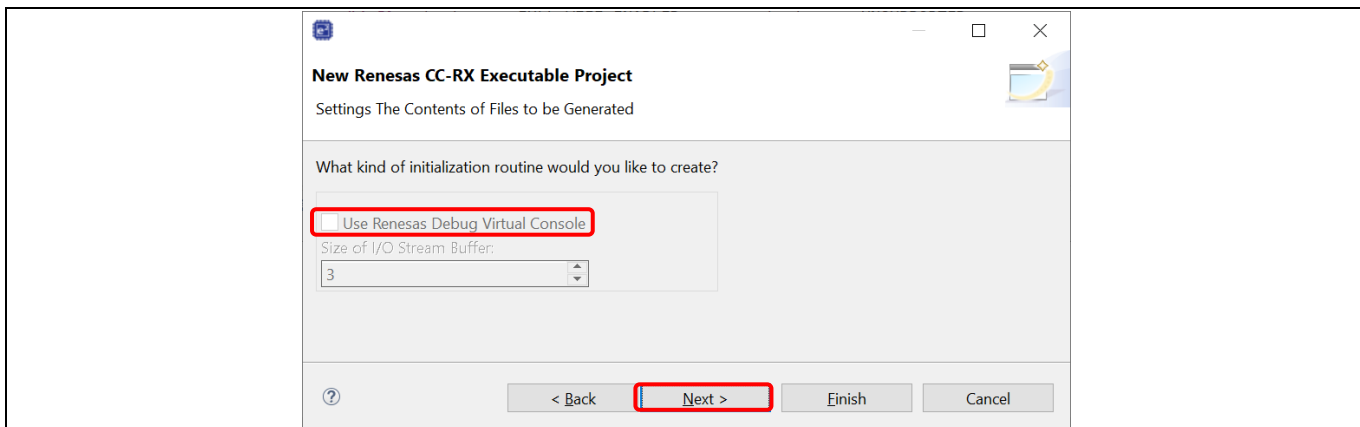 New Renesas CC-RX Executable Project
Settings The Contents of Files to be Generated
What kind of initialization routine would you like to create?
Use Renesas Debug Virtual Console
Size of I/O Stream Buffer:
3
< Back Next > Finish Cancel